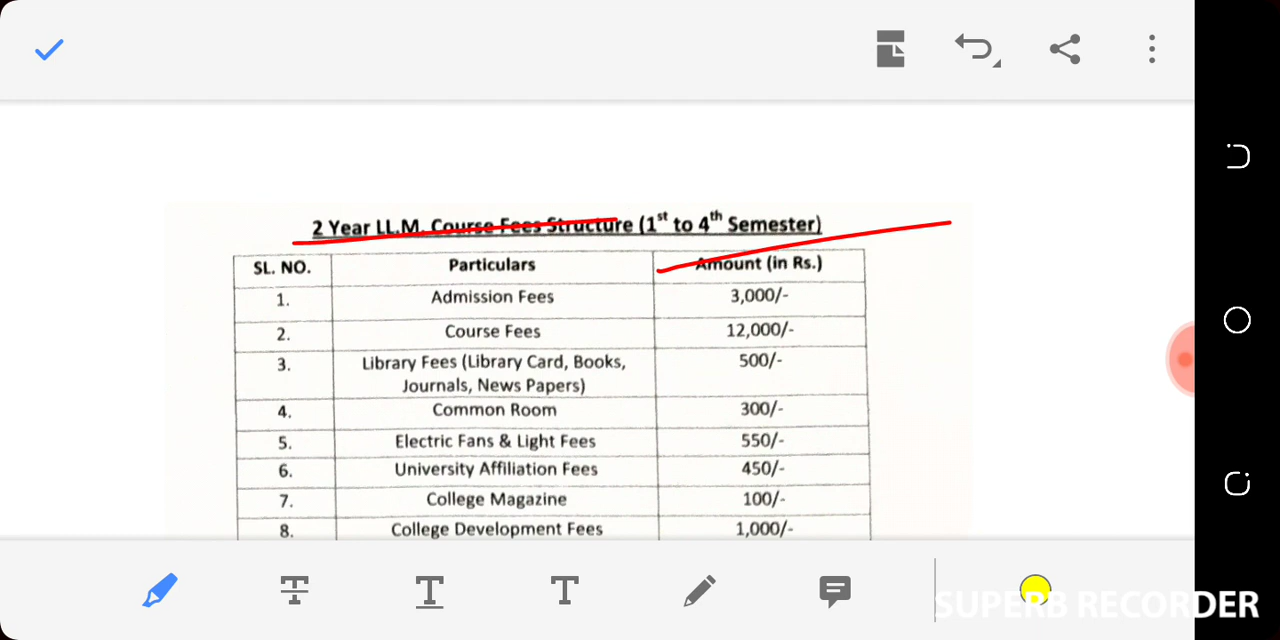 2 Year LL.M. Course Fees Structure (1st to 4th Semester)
SL. NO. Particulars Amount (in Rs.)
1. Admission Fees 3,000/-
2. Course Fees 12,000/-
3. Library Fees (Library Card, Books, 500/-
Journals, News Papers)
4. Common Room 300/-
5. Electric Fans & Light Fees 550/-
6. University Affiliation Fees 450/-
7. College Magazine 100/-
8. College Development Fees 1,000/-
T T T
SUPERB RECORDER